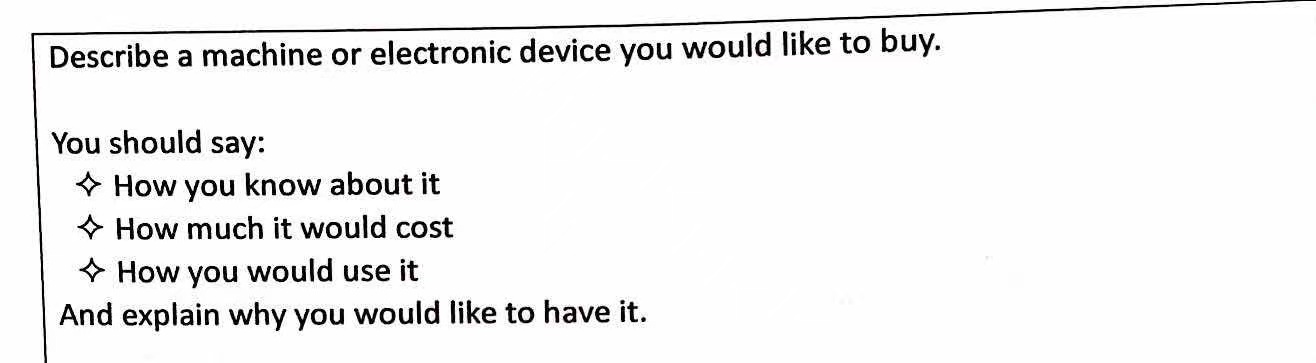 Describe a machine or electronic device you would like to buy.
You should say:
✧ How you know about it
✧ How much it would cost
✧ How you would use it
And explain why you would like to have it.